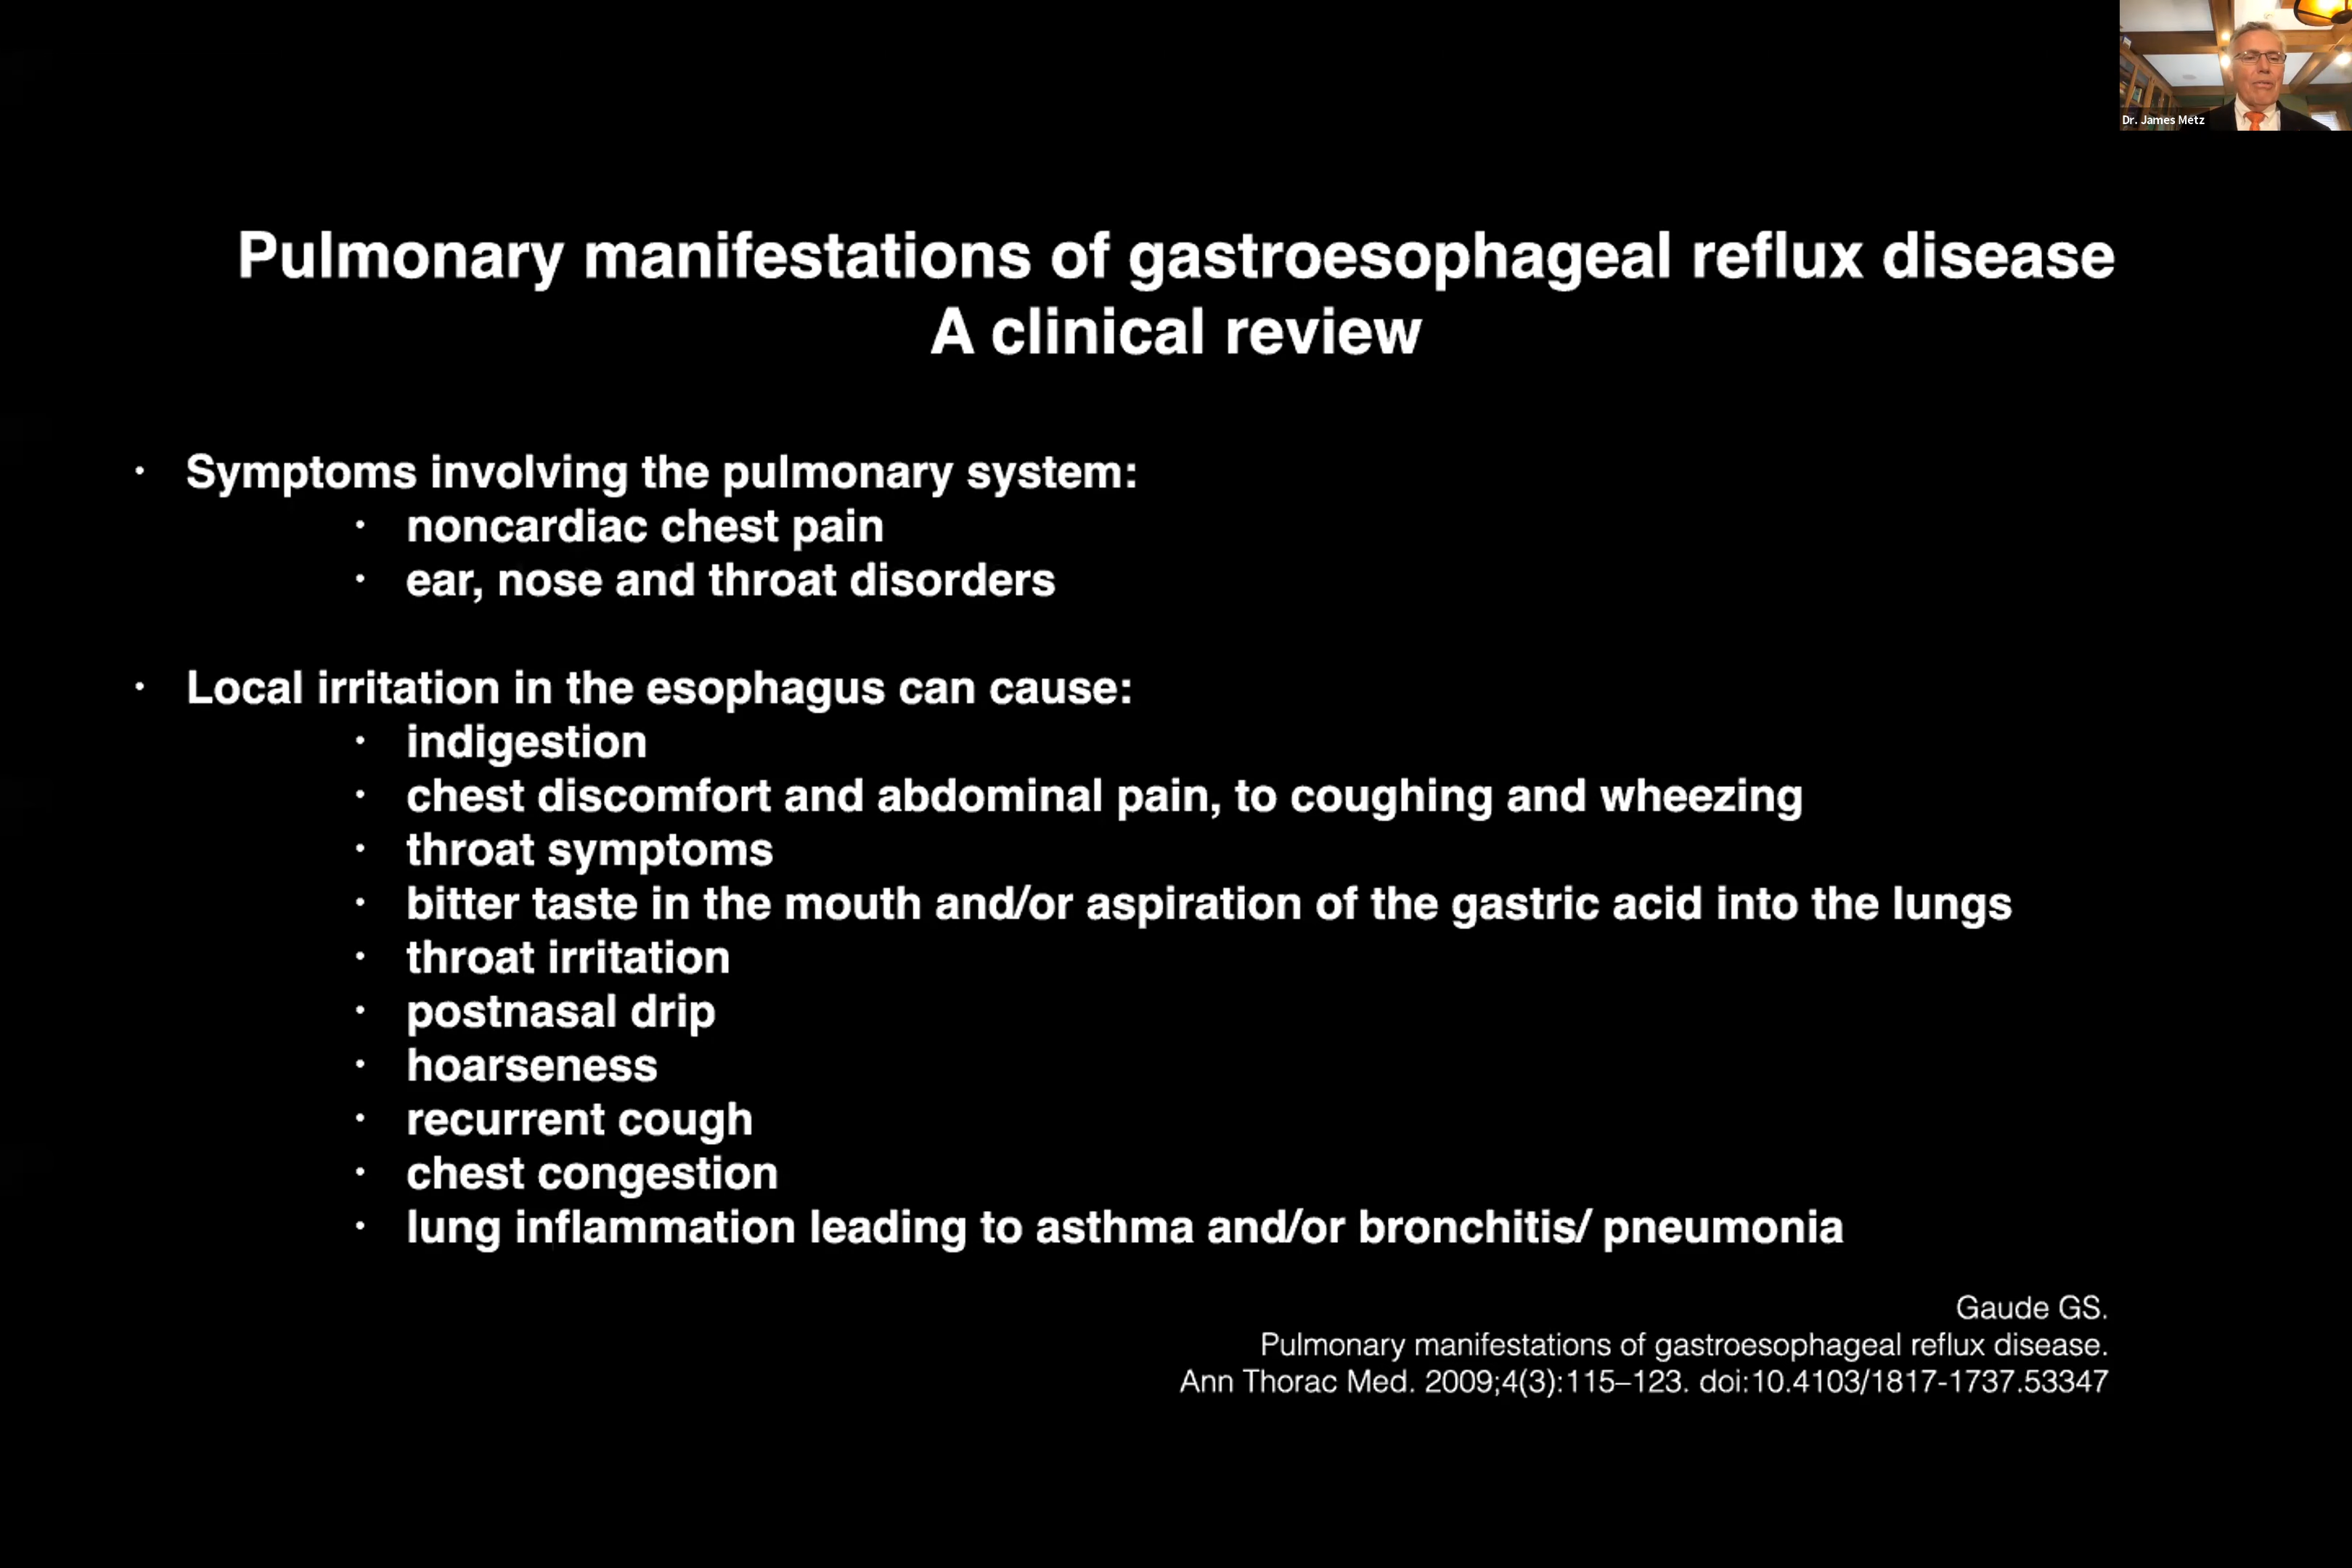 Dr. James Metz
Pulmonary manifestations of gastroesophageal reflux disease
A clinical review
· Symptoms involving the pulmonary system:
· noncardiac chest pain
· ear, nose and throat disorders
· Local irritation in the esophagus can cause:
· indigestion
· chest discomfort and abdominal pain, to coughing and wheezing
· throat symptoms
· bitter taste in the mouth and/or aspiration of the gastric acid into the lungs
· throat irritation
· postnasal drip
· hoarseness
· recurrent cough
· chest congestion
· lung inflammation leading to asthma and/or bronchitis/ pneumonia
Gaude GS.
Pulmonary manifestations of gastroesophageal reflux disease.
Ann Thorac Med. 2009;4(3):115–123. doi:10.4103/1817-1737.53347